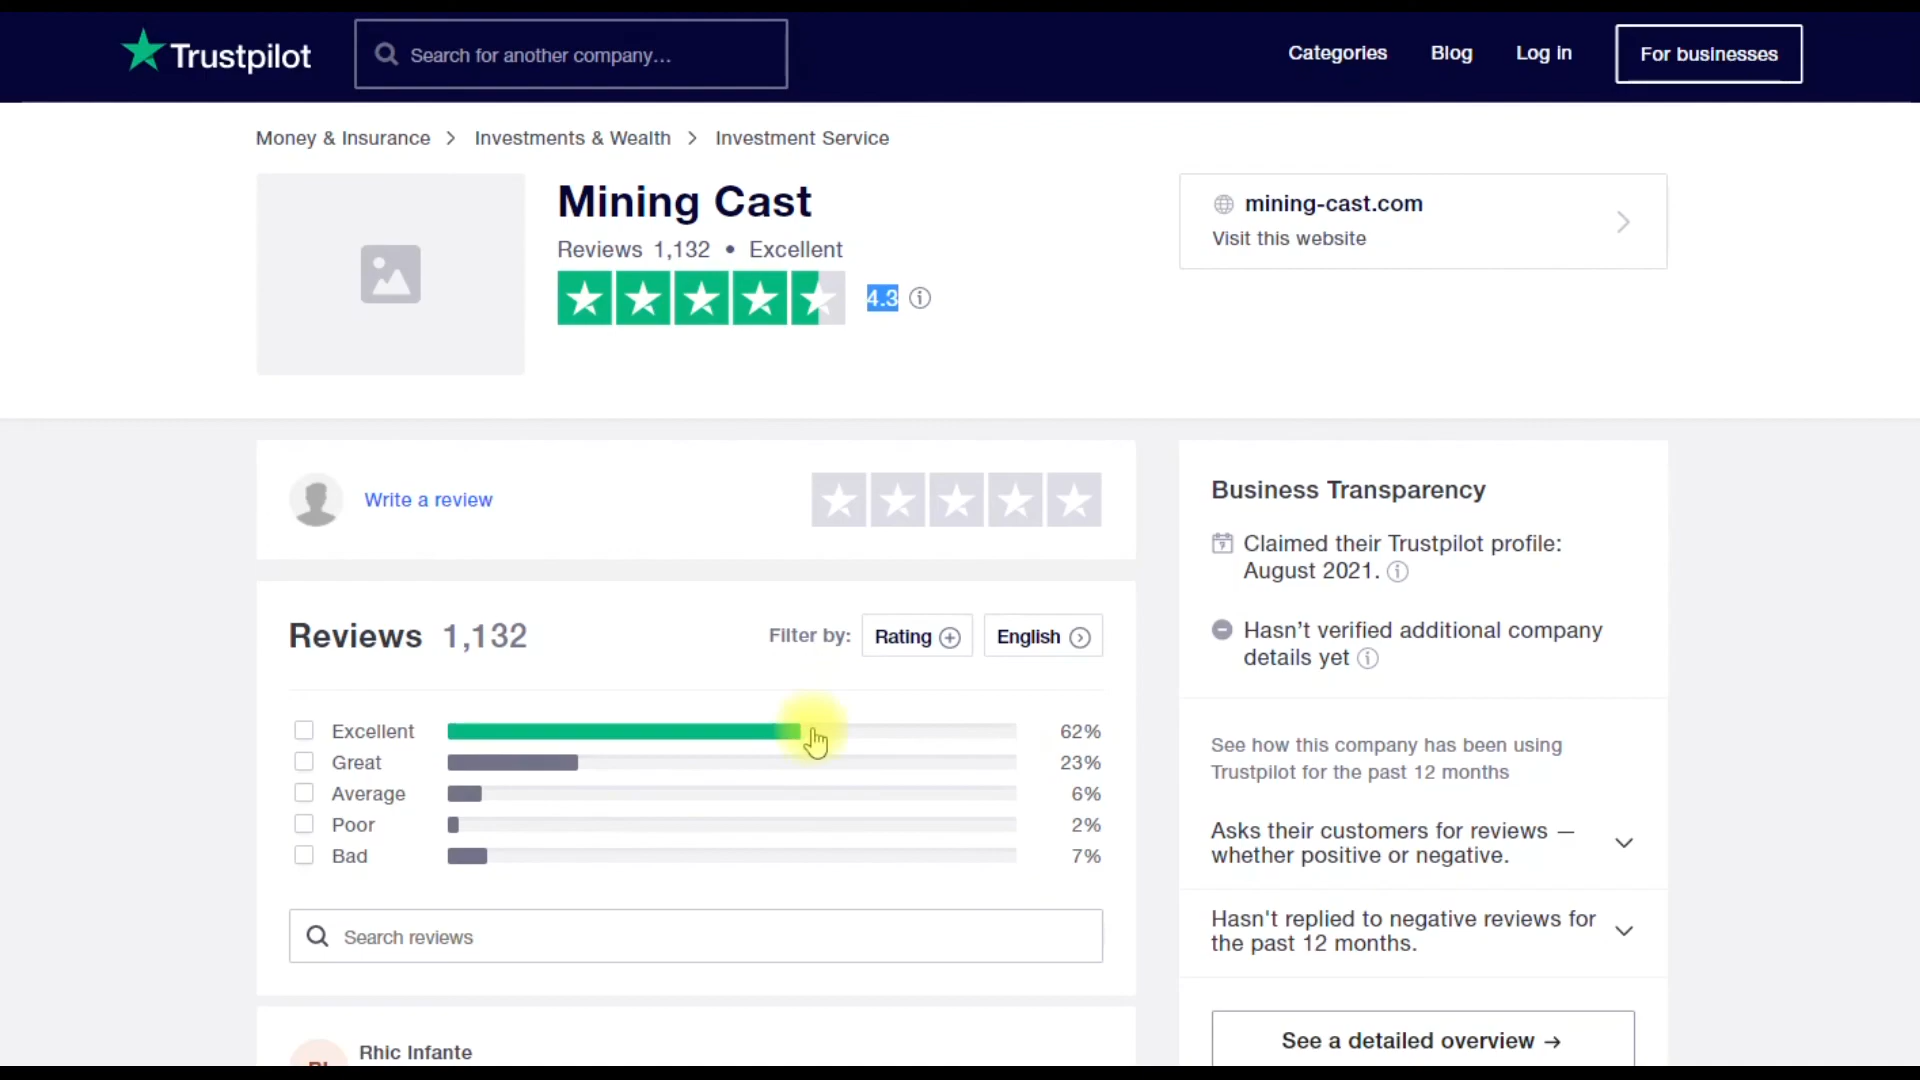 Trustpilot
Search for another company...
Categories
Blog
Log in
For businesses
Money & Insurance > Investments & Wealth > Investment Service
Mining Cast
Reviews 1,132 • Excellent
4.3
mining-cast.com
Visit this website
Write a review
Reviews 1,132
Filter by:
Rating
English
Excellent 62%
Great 23%
Average 6%
Poor 2%
Bad 7%
Search reviews
Rhic Infante
Business Transparency
Claimed their Trustpilot profile:
August 2021.
Hasn’t verified additional company
details yet
See how this company has been using
Trustpilot for the past 12 months
Asks their customers for reviews —
whether positive or negative.
Hasn't replied to negative reviews for
the past 12 months.
See a detailed overview →